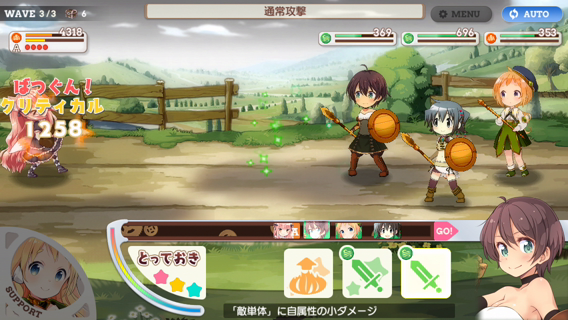 WAVE 3/3 6
通常攻撃
MENU
AUTO
4318
A
369
696
353
ばつぐん!
クリティカル
1,258
GO!
とっておき
SUPPORT
「敵単体」に自属性の小ダメージ